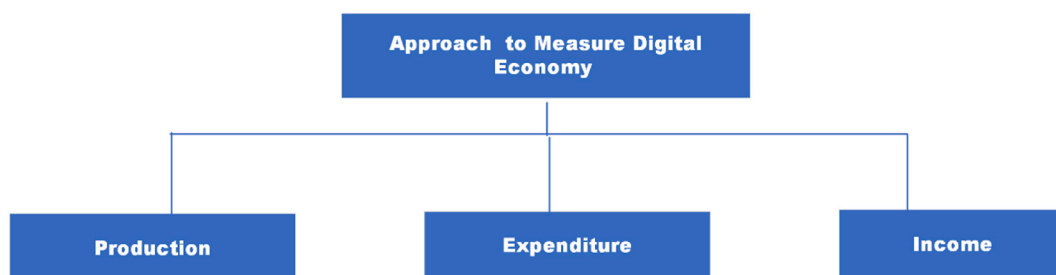 Approach to Measure Digital
Economy
Production
Expenditure
Income